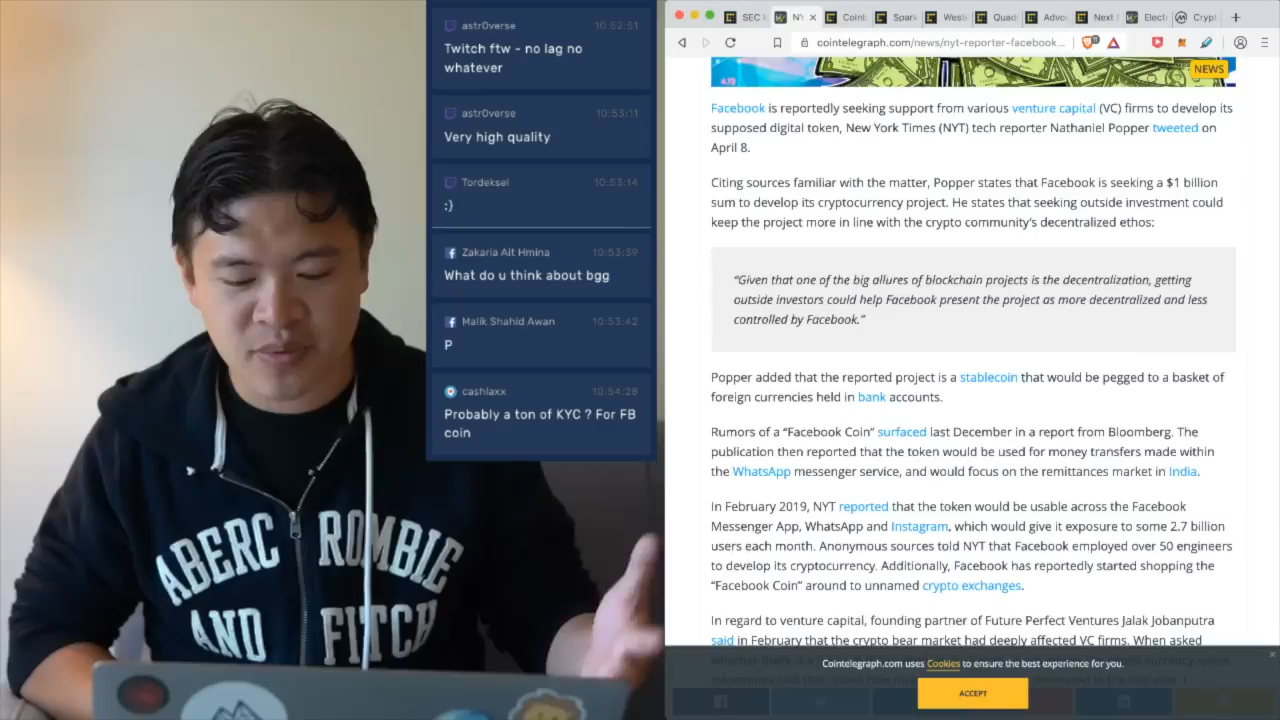 astr0verse 10:52:51
Twitch ftw - no lag no
whatever
astr0verse 10:53:11
Very high quality
Tordeksel 10:53:14
:)
Zakaria Ait Hmina 10:53:39
What do u think about bgg
Malik Shahid Awan 10:53:42
P
cashlaxx 10:54:28
Probably a ton of KYC ? For FB
coin
ABERCROMBIE
AND FITCH
SEC
NY
Coin
Spark
West
Quad
Advo
Next
Elect
Crypt
cointelegraph.com/news/nyt-reporter-facebook...
NEWS
Facebook is reportedly seeking support from various venture capital (VC) firms to develop its
supposed digital token, New York Times (NYT) tech reporter Nathaniel Popper tweeted on
April 8.
Citing sources familiar with the matter, Popper states that Facebook is seeking a $1 billion
sum to develop its cryptocurrency project. He states that seeking outside investment could
keep the project more in line with the crypto community's decentralized ethos:
“Given that one of the big allures of blockchain projects is the decentralization, getting
outside investors could help Facebook present the project as more decentralized and less
controlled by Facebook.”
Popper added that the reported project is a stablecoin that would be pegged to a basket of
foreign currencies held in bank accounts.
Rumors of a “Facebook Coin” surfaced last December in a report from Bloomberg. The
publication then reported that the token would be used for money transfers made within
the WhatsApp messenger service, and would focus on the remittances market in India.
In February 2019, NYT reported that the token would be usable across the Facebook
Messenger App, WhatsApp and Instagram, which would give it exposure to some 2.7 billion
users each month. Anonymous sources told NYT that Facebook employed over 50 engineers
to develop its cryptocurrency. Additionally, Facebook has reportedly started shopping the
“Facebook Coin” around to unnamed crypto exchanges.
In regard to venture capital, founding partner of Future Perfect Ventures Jalak Jobanputra
said in February that the crypto bear market had deeply affected VC firms. When asked
Cointelegraph.com uses Cookies to ensure the best experience for you.
ACCEPT